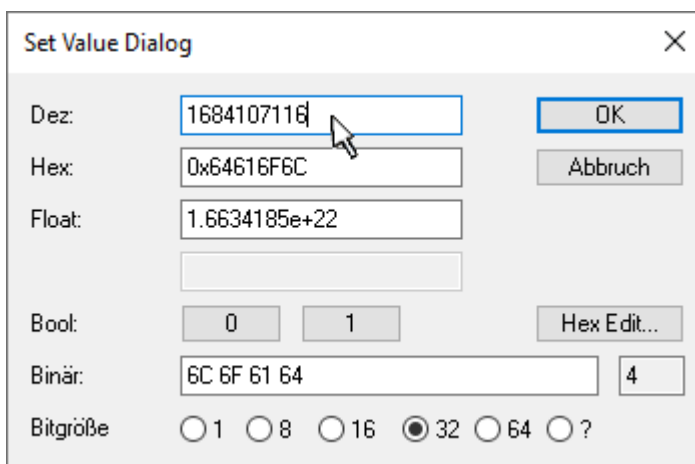 Set Value Dialog
Dez: 1684107116 OK
Hex: 0x64616F6C Abbruch
Float: 1.6634185e+22
Bool: 0 1 Hex Edit...
Binär: 6C 6F 61 64 4
Bitgröße 1 8 16 32 64 ?